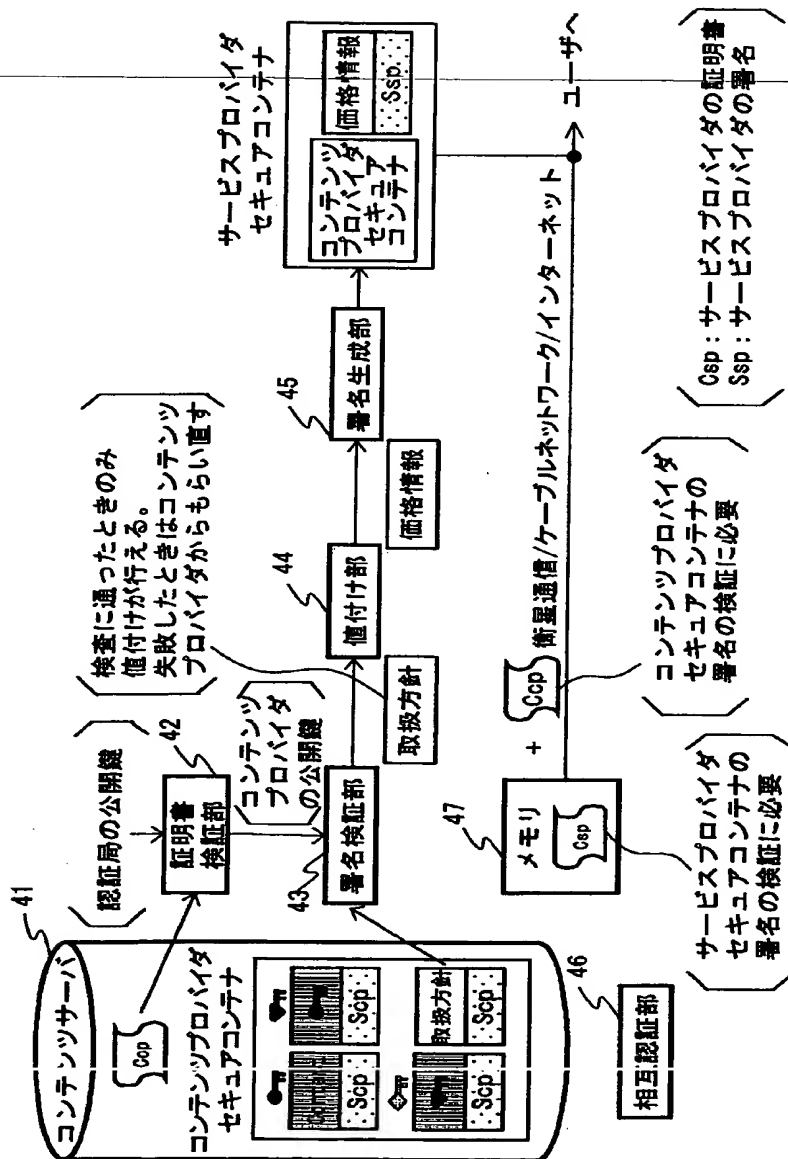 コンテンツサーバ
41
Ccp
コンテンツプロバイダ
セキュアコンテナ
Scp
Scp
Scp
取扱方針
Scp
認証局の公開鍵
証明書
検証部
42
コンテンツ
プロバイダ
の公開鍵
署名検証部
43
検査に通ったときのみ
値付けが行える。
失敗したときはコンテンツ
プロバイダからもらい直す
取扱方針
値付け部
44
価格情報
署名生成部
45
サービスプロバイダ
セキュアコンテナ
コンテンツ
プロバイダ
セキュア
コンテナ
価格情報
Ssp
相互認証部
46
メモリ
47
Csp
+
Ccp
衛星通信/ケーブルネットワーク/インターネット
ユーザへ
サービスプロバイダ
セキュアコンテナの
署名の検証に必要
コンテンツプロバイダ
セキュアコンテナの
署名の検証に必要
Csp：サービスプロバイダの証明書
Ssp：サービスプロバイダの署名